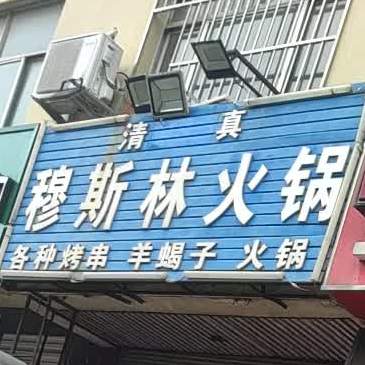 清真
穆斯林火锅
各种烤串 羊蝎子 火锅